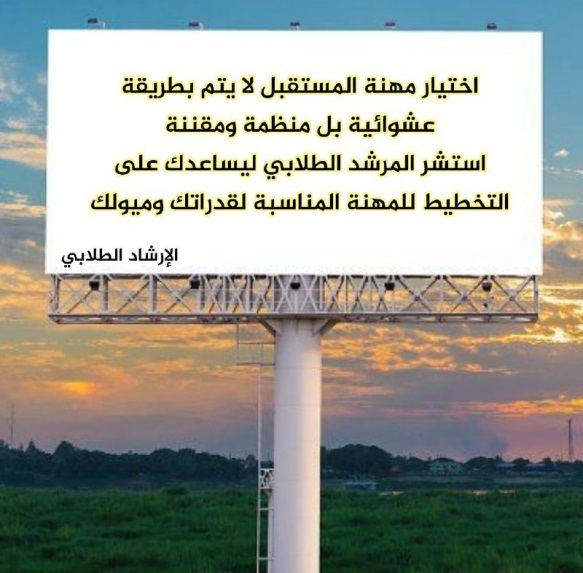 اختيار مهنة المستقبل لا يتم بطريقة
عشوائية بل منظمة ومقننة
استشر المرشد الطلابي ليساعدك على
التخطيط للمهنة المناسبة لقدراتك وميولك
الإرشاد الطلابي